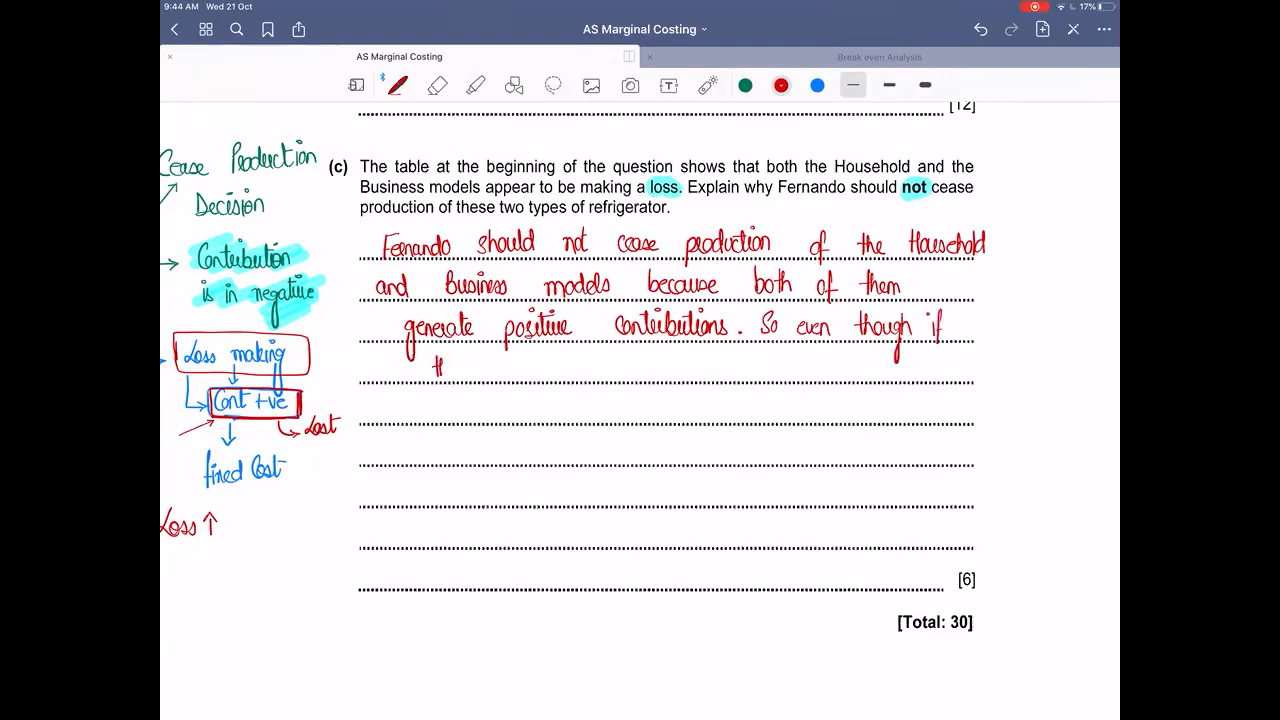 9:44 AM Wed 21 Oct
17%
AS Marginal Costing
AS Marginal Costing
Break even Analysis
[12]
Cease Production
Decision
Contribution
is in negative
Loss making
Cont +ve
Lost
fixed Cost
Loss ↑
(c) The table at the beginning of the question shows that both the Household and the
Business models appear to be making a loss. Explain why Fernando should not cease
production of these two types of refrigerator.
Fernando should not cease production of the Household
and Business models because both of them
generate positive contributions. So even though if
th
[6]
[Total: 30]